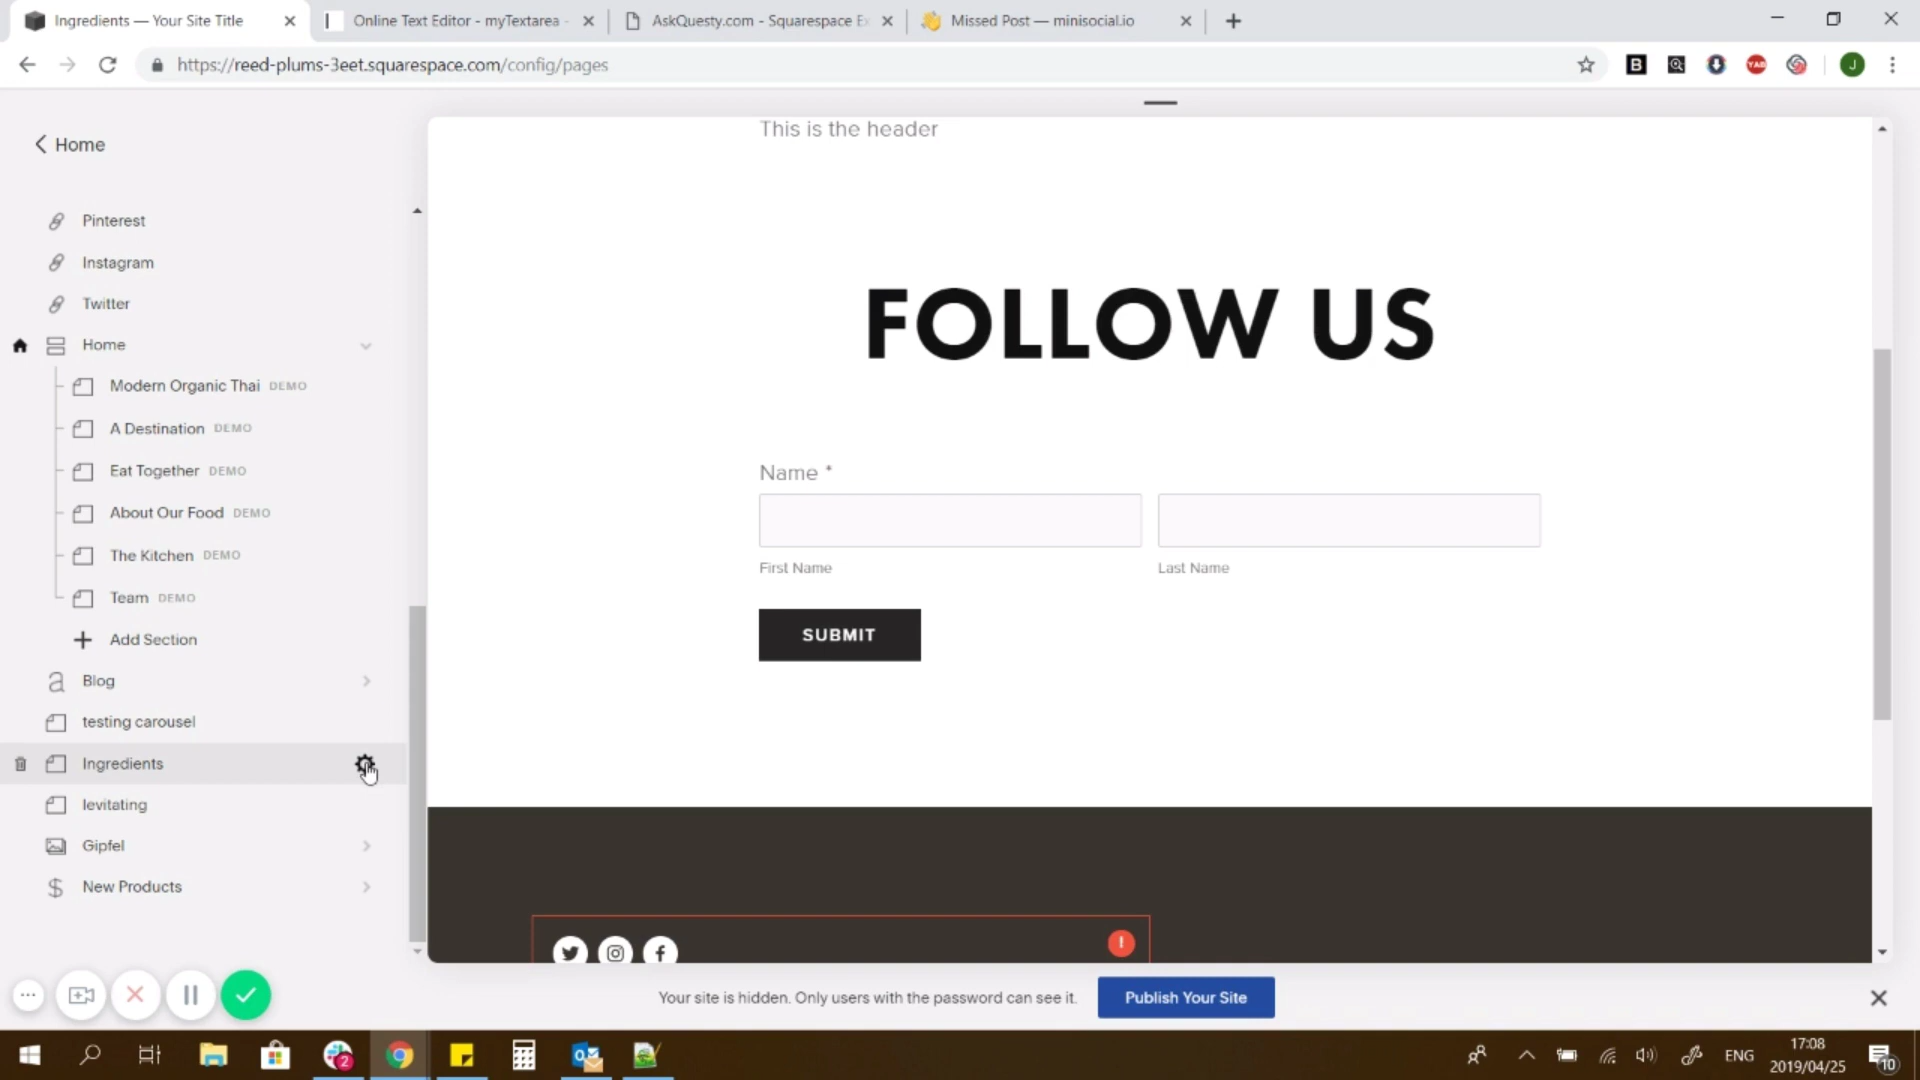 Ingredients — Your Site Title
Online Text Editor - myTextarea -
AskQuesty.com - Squarespace Ex
Missed Post — minisocial.io
https://reed-plums-3eet.squarespace.com/config/pages
B
YAB
J
Home
Pinterest
Instagram
Twitter
Home
Modern Organic Thai DEMO
A Destination DEMO
Eat Together DEMO
About Our Food DEMO
The Kitchen DEMO
Team DEMO
+ Add Section
Blog
testing carousel
Ingredients
levitating
Gipfel
$ New Products
This is the header
FOLLOW US
Name *
First Name
Last Name
SUBMIT
!
Your site is hidden. Only users with the password can see it.
Publish Your Site
2
ENG
17:08
2019/04/25
10